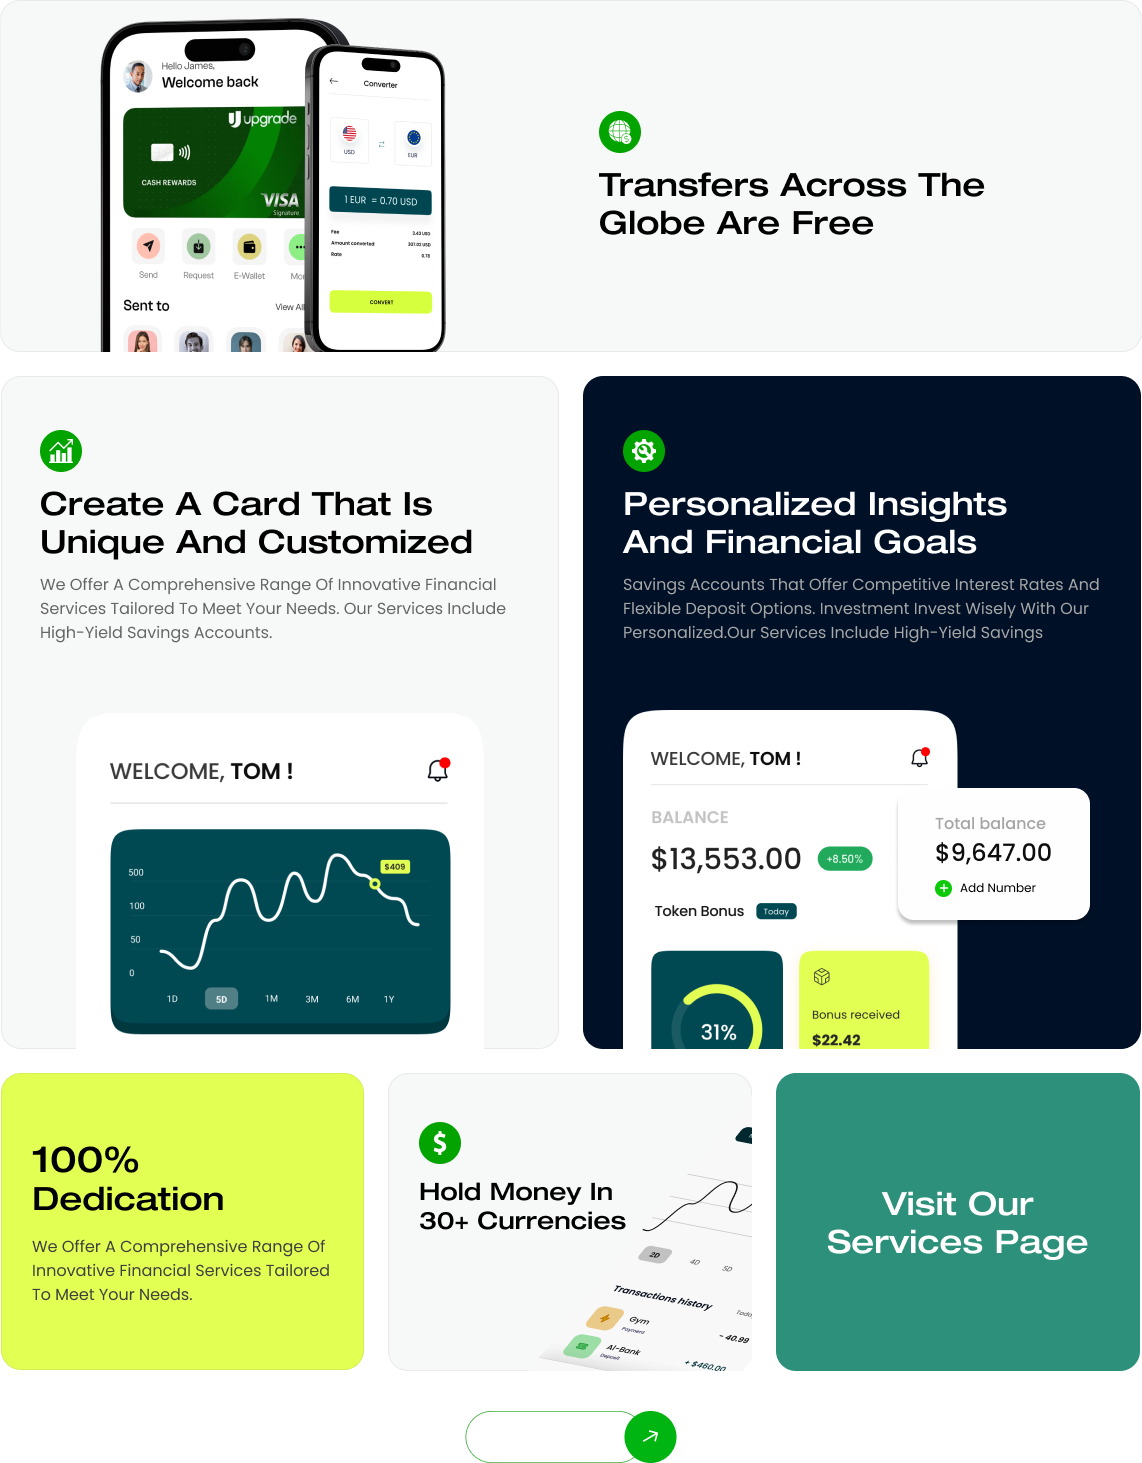 Hello James,
Welcome back
upgrade
CASH REWARDS
VISA
Signature
Send
Request
E-Wallet
Sent to
View All
Converter
USD
EUR
1 EUR = 0.70 USD
Fee
Amount converted
Rate
CONVERT
Transfers Across The
Globe Are Free
Create A Card That Is
Unique And Customized
We Offer A Comprehensive Range Of Innovative Financial
Services Tailored To Meet Your Needs. Our Services Include
High-Yield Savings Accounts.
WELCOME, TOM !
$409
500
100
50
0
1D
5D
1M
3M
6M
1Y
Personalized Insights
And Financial Goals
Savings Accounts That Offer Competitive Interest Rates And
Flexible Deposit Options. Investment Invest Wisely With Our
Personalized.Our Services Include High-Yield Savings
WELCOME, TOM !
BALANCE
$13,553.00
+8.50%
Token Bonus
Today
31%
Bonus received
$22.42
Total balance
$9,647.00
Add Number
100%
Dedication
We Offer A Comprehensive Range Of
Innovative Financial Services Tailored
To Meet Your Needs.
Hold Money In
30+ Currencies
2D
4D
5D
Transactions history
Gym
Payment
- 40.99
Al-Bank
Deposit
+ $460.00
Visit Our
Services Page